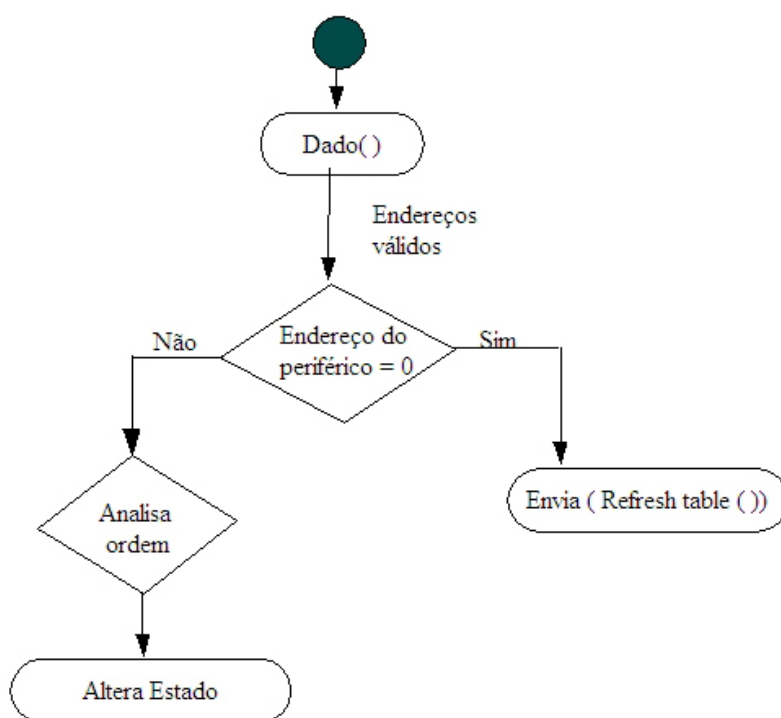 Dado( )
Endereços
válidos
Endereço do
periférico = 0
Não
Sim
Analisa
ordem
Envia ( Refresh table ( ))
Altera Estado